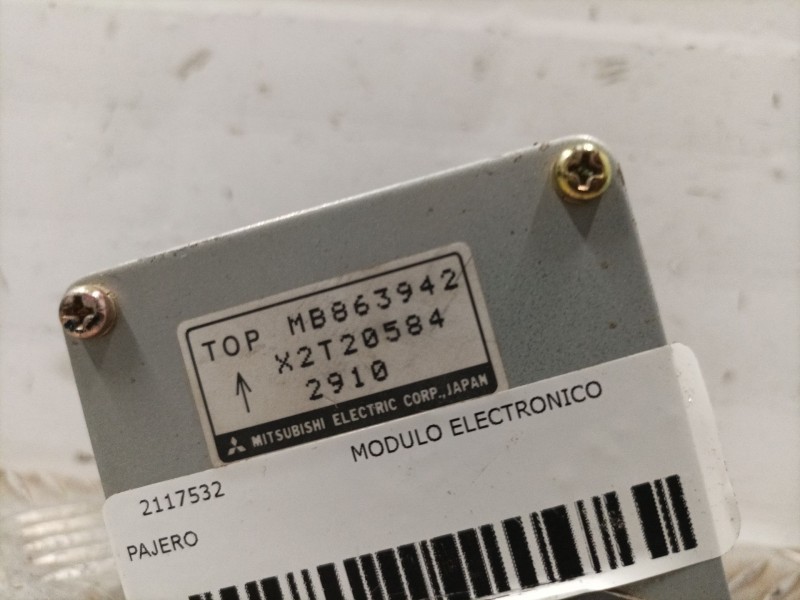 TOP MB863942
↑ X2T20584
2910
MITSUBISHI ELECTRIC CORP., JAPAN
MODULO ELECTRONICO
2117532
PAJERO